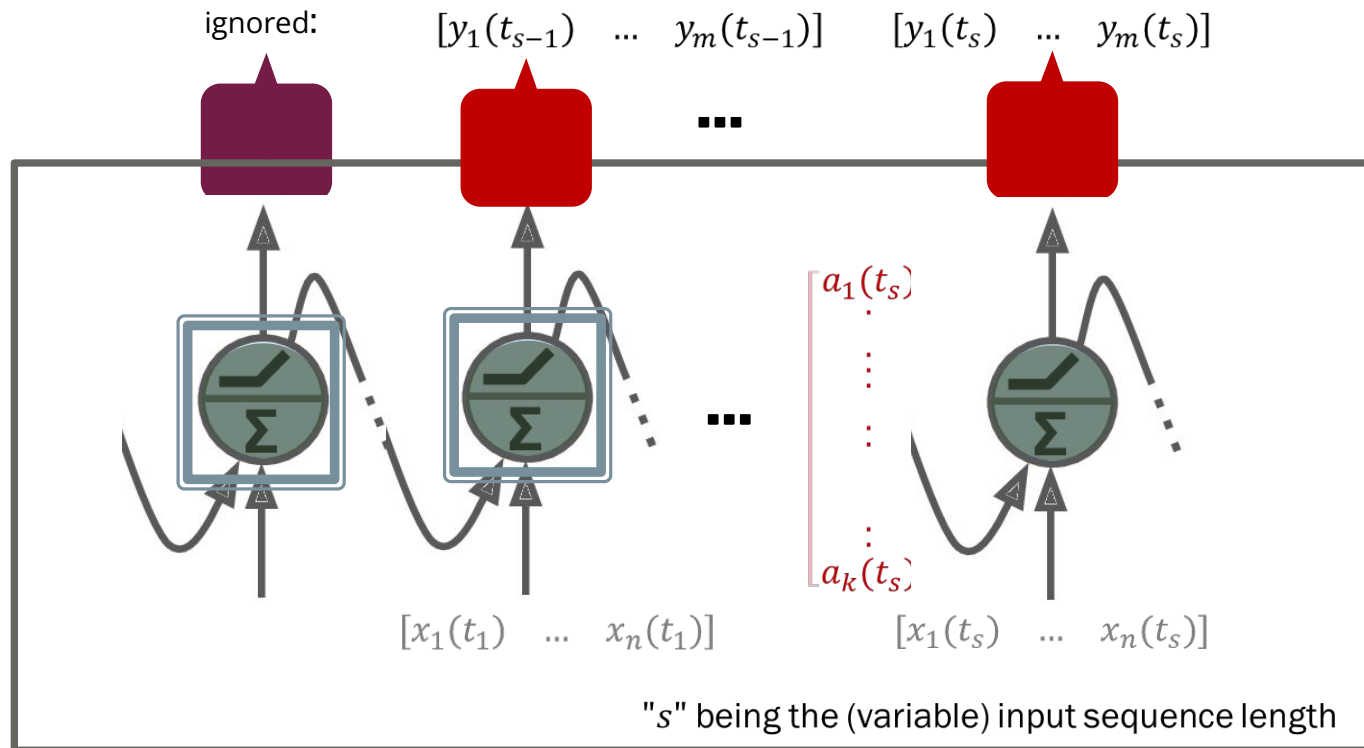 ignored:
[y₁(tₛ₋₁) ... yₘ(tₛ₋₁)]
[y₁(tₛ) ... yₘ(tₛ)]
...
a₁(tₛ)
Σ
Σ
...
Σ
aₖ(tₛ)
[x₁(t₁) ... xₙ(t₁)]
[x₁(tₛ) ... xₙ(tₛ)]
"s" being the (variable) input sequence length